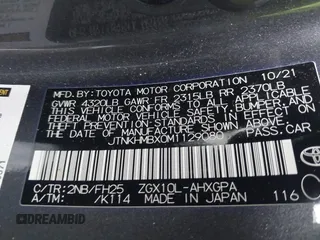 MFD. BY: TOYOTA MOTOR CORPORATION 10/21
GVWR 4320LB GAWR FR 2315LB RR 2370LB
THIS VEHICLE CONFORMS TO ALL APPLICABLE
FEDERAL MOTOR VEHICLE SAFETY, BUMPER, AND
THEFT PREVENTION STANDARDS IN EFFECT ON
THE DATE OF MANUFACTURE SHOWN ABOVE.
JTNKHMBX0M1129080
PASS. CAR
C/TR: 2NB/FH25 ZGX10L-AHXGPA
A/TM: -/K114 MADE IN JAPAN 116
DREAMBID